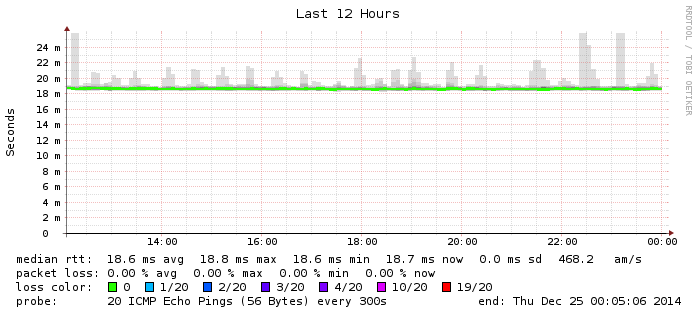 Last 12 Hours
RRDTOOL / TOBI OETIKER
Seconds
24 m
22 m
20 m
18 m
16 m
14 m
12 m
10 m
8 m
6 m
4 m
2 m
0
14:00 16:00 18:00 20:00 22:00 00:00
median rtt: 18.6 ms avg 18.8 ms max 18.6 ms min 18.7 ms now 0.0 ms sd 468.2 am/s
packet loss: 0.00 % avg 0.00 % max 0.00 % min 0.00 % now
loss color: 0 1/20 2/20 3/20 4/20 10/20 19/20
probe: 20 ICMP Echo Pings (56 Bytes) every 300s end: Thu Dec 25 00:05:06 2014